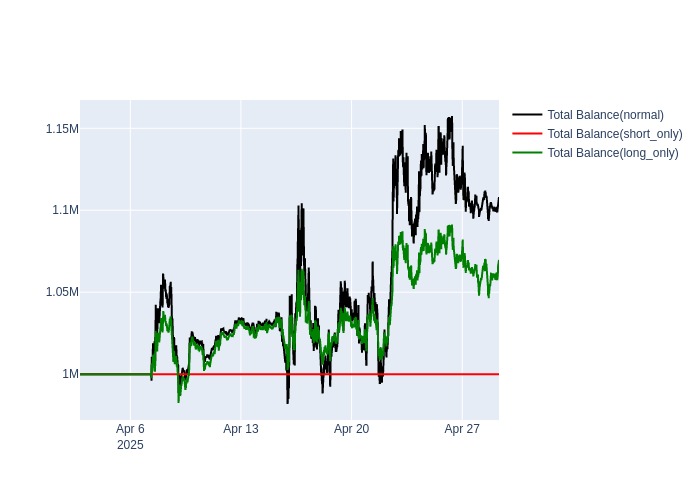 Total Balance(normal)
Total Balance(short_only)
Total Balance(long_only)
1.15M
1.1M
1.05M
1M
Apr 6
2025
Apr 13
Apr 20
Apr 27